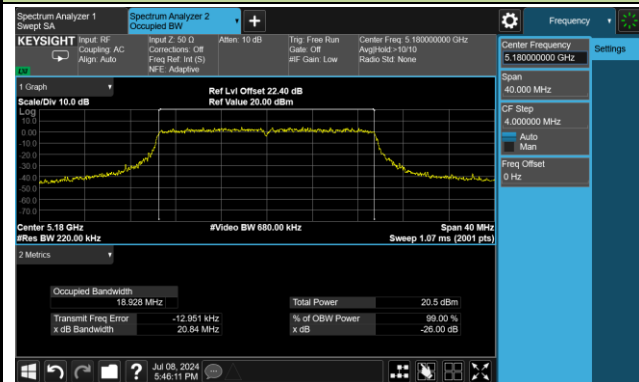 Spectrum Analyzer 1
Swept SA
Spectrum Analyzer 2
Occupied BW
Frequency
KEYSIGHT
Input: RF
Coupling: AC
Align: Auto
Input Z: 50 Ω
Corrections: Off
Freq Ref: Int (S)
NFE: Adaptive
Atten: 10 dB
Trig: Free Run
Gate: Off
#IF Gain: Low
Center Freq: 5.180000000 GHz
Avg|Hold:>10/10
Radio Std: None
Center Frequency
5.180000000 GHz
Settings
Span
40.000 MHz
CF Step
4.000000 MHz
Auto
Man
Freq Offset
0 Hz
1 Graph
Scale/Div 10.0 dB
Ref Lvl Offset 22.40 dB
Ref Value 20.00 dBm
Log
10.0
0.00
-10.0
-20.0
-30.0
-40.0
-50.0
-60.0
-70.0
Center 5.18 GHz
#Res BW 220.00 kHz
#Video BW 680.00 kHz
Span 40 MHz
Sweep 1.07 ms (2001 pts)
2 Metrics
Occupied Bandwidth
18.928 MHz
Total Power 20.5 dBm
Transmit Freq Error -12.951 kHz
% of OBW Power 99.00 %
x dB Bandwidth 20.84 MHz
x dB -26.00 dB
?
Jul 08, 2024
5:46:11 PM